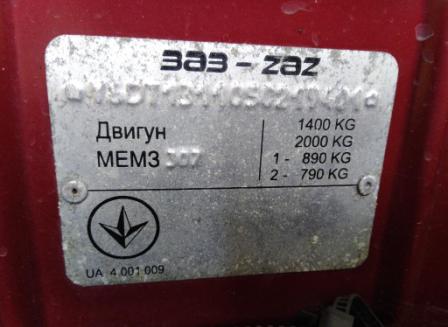 ЗАЗ - ZAZ
Двигун
МЕМЗ 307
1400 KG
2000 KG
1 - 890 KG
2 - 790 KG
UA 4.001.009